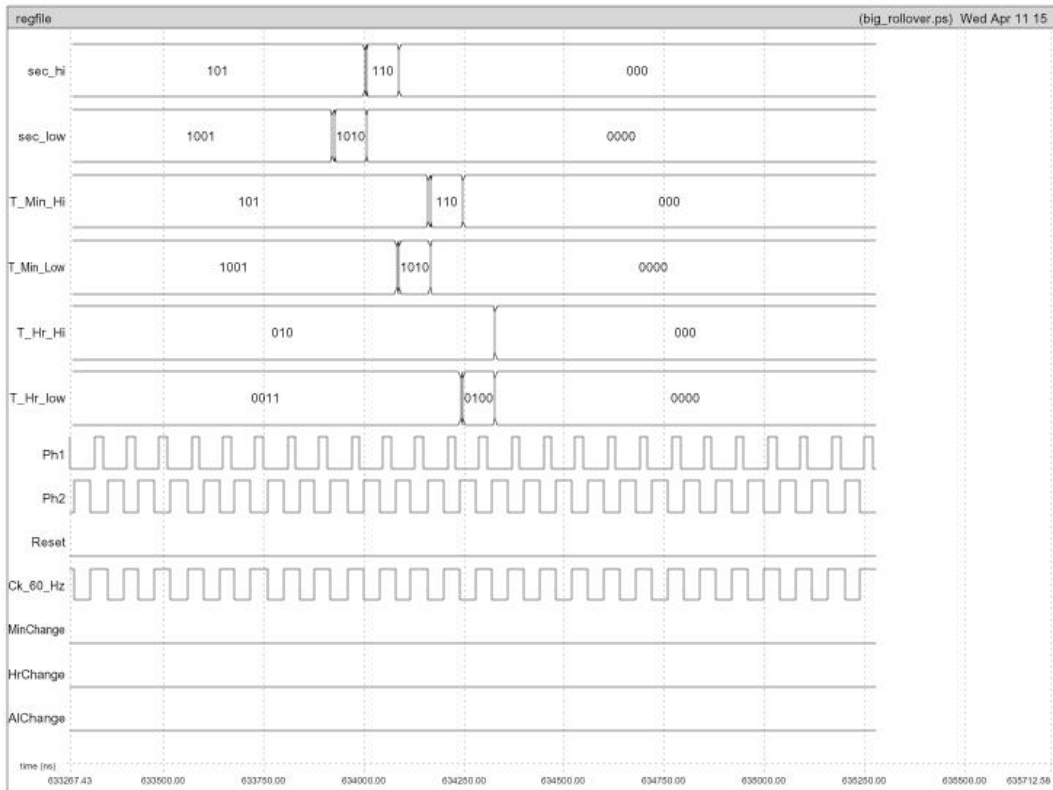 regfile (big_rollover.ps) Wed Apr 11 15
sec_hi 101 110 000
sec_low 1001 1010 0000
T_Min_Hi 101 110 000
T_Min_Low 1001 1010 0000
T_Hr_Hi 010 000
T_Hr_low 0011 0100 0000
Ph1
Ph2
Reset
Ck_60_Hz
MinChange
HrChange
AlChange
time (ns)
633267.43 633500.00 633750.00 634000.00 634250.00 634500.00 634750.00 635000.00 635250.00 635500.00 635712.58